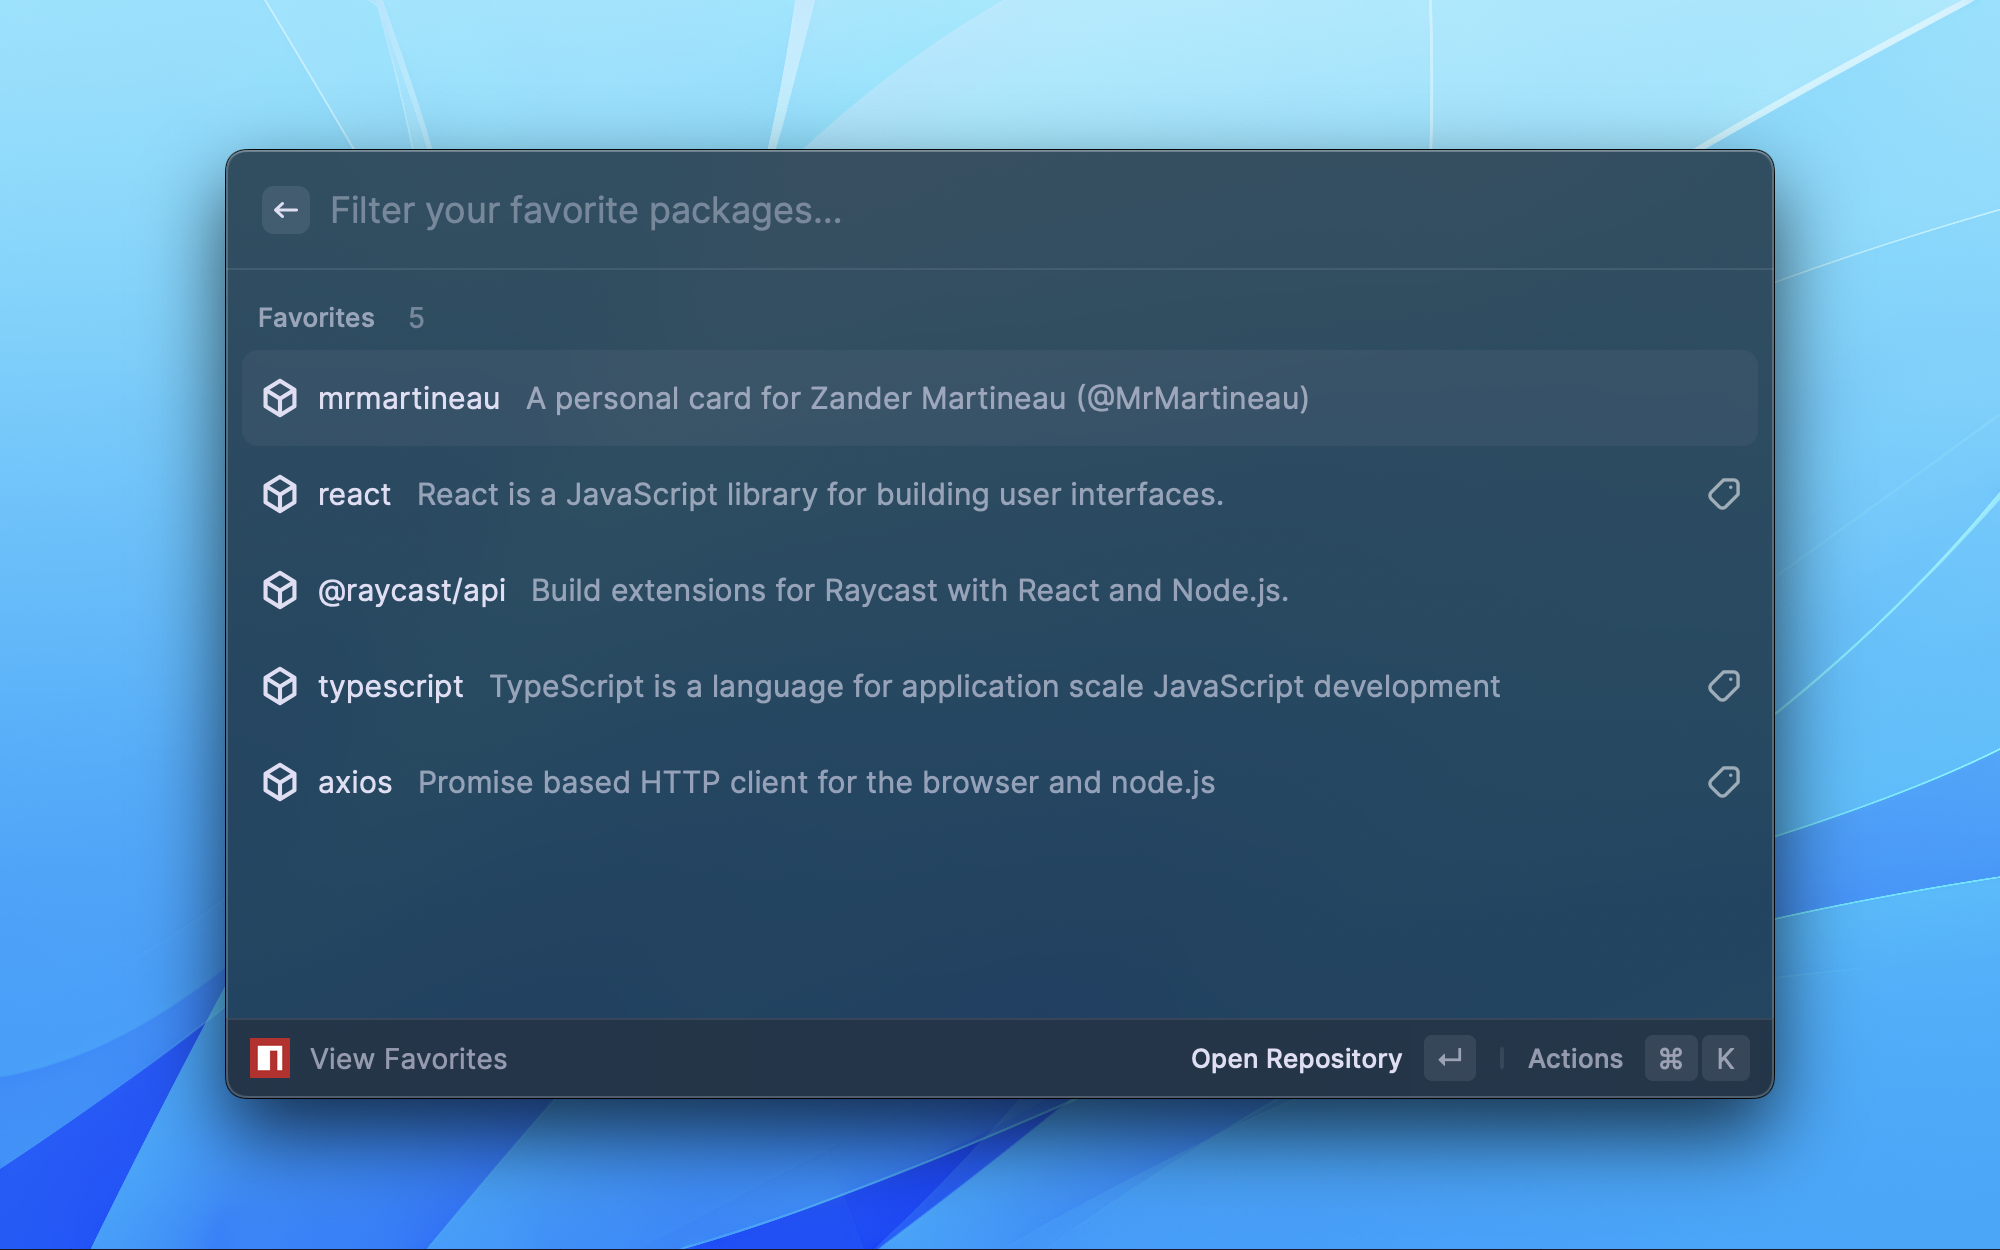 Filter your favorite packages...
Favorites 5
mrmartineau A personal card for Zander Martineau (@MrMartineau)
react React is a JavaScript library for building user interfaces.
@raycast/api Build extensions for Raycast with React and Node.js.
typescript TypeScript is a language for application scale JavaScript development
axios Promise based HTTP client for the browser and node.js
View Favorites Open Repository ↵ Actions ⌘ K